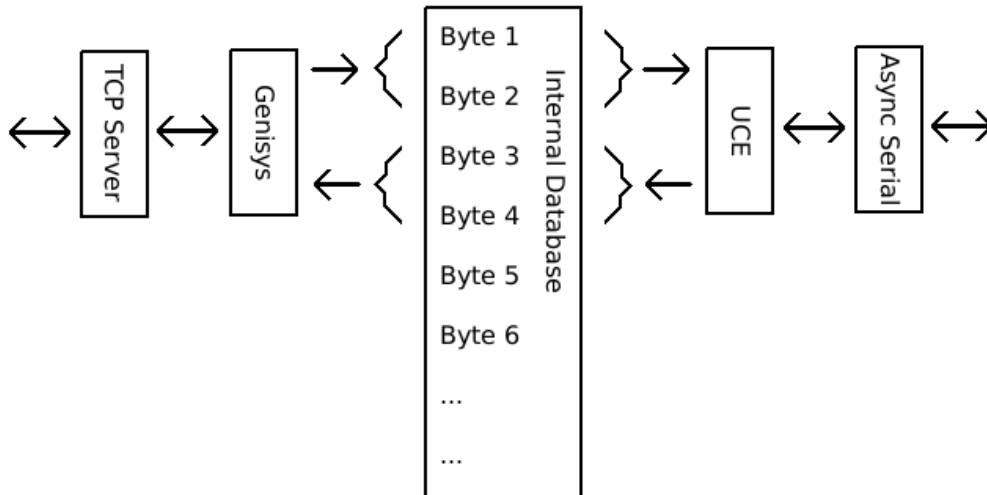 TCP Server
Genisys
Byte 1
Byte 2
Byte 3
Byte 4
Byte 5
Byte 6
...
...
Internal Database
UCE
Async Serial